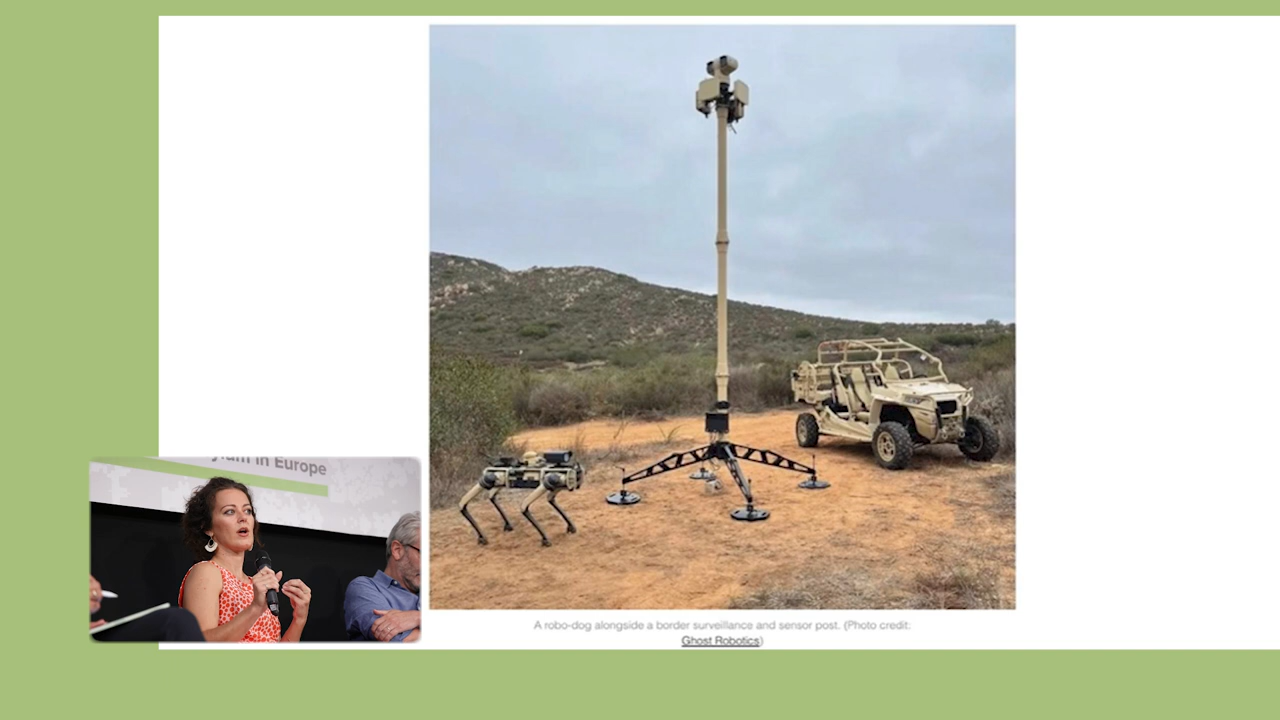 in Europe
A robo-dog alongside a border surveillance and sensor post. (Photo credit:
Ghost Robotics)